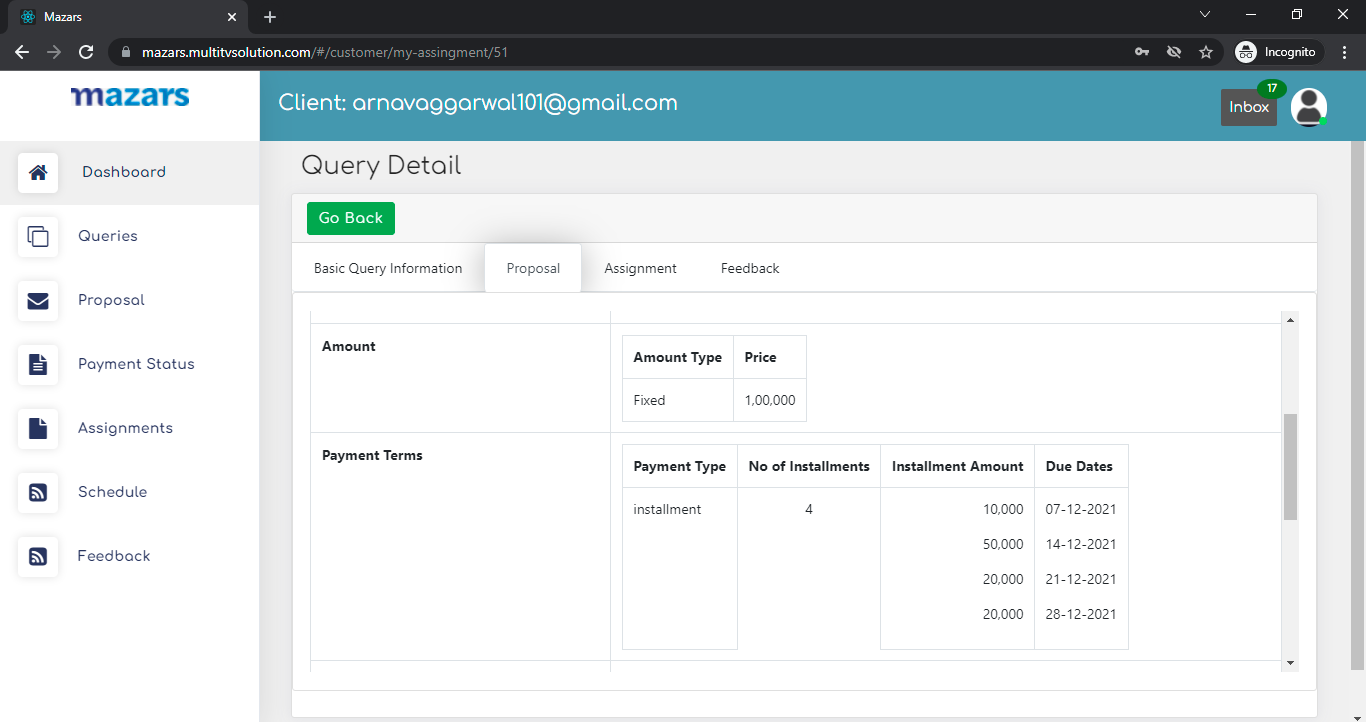 Mazars
mazars.multitvsolution.com/#/customer/my-assingment/51
Incognito
mazars
Client: arnavaggarwal101@gmail.com
Inbox
17
Dashboard
Queries
Proposal
Payment Status
Assignments
Schedule
Feedback
Query Detail
Go Back
Basic Query Information Proposal Assignment Feedback
Amount
Amount Type Price
Fixed 1,00,000
Payment Terms
Payment Type No of Installments Installment Amount Due Dates
installment 4 10,000 07-12-2021
50,000 14-12-2021
20,000 21-12-2021
20,000 28-12-2021